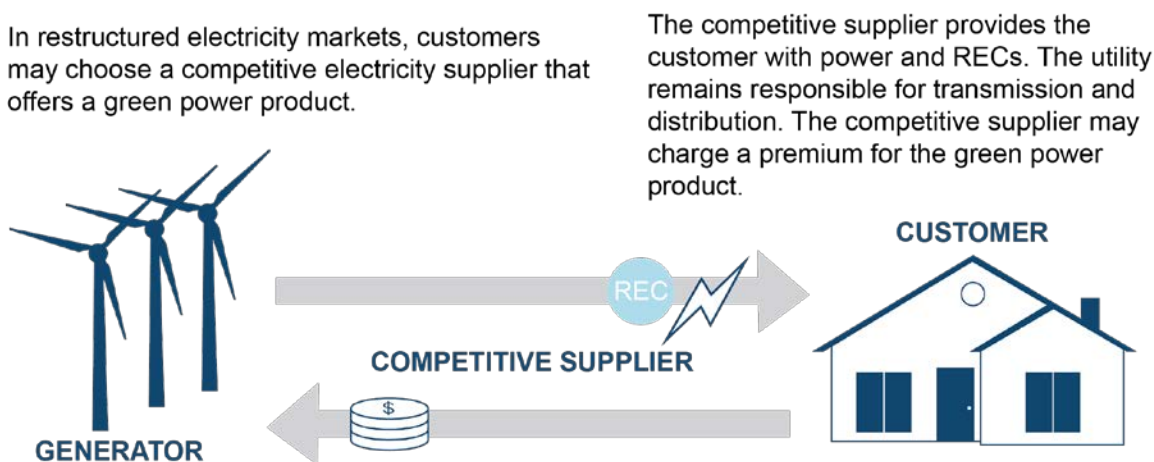 In restructured electricity markets, customers
may choose a competitive electricity supplier that
offers a green power product.
The competitive supplier provides the
customer with power and RECs. The utility
remains responsible for transmission and
distribution. The competitive supplier may
charge a premium for the green power
product.
CUSTOMER
REC
COMPETITIVE SUPPLIER
$
GENERATOR